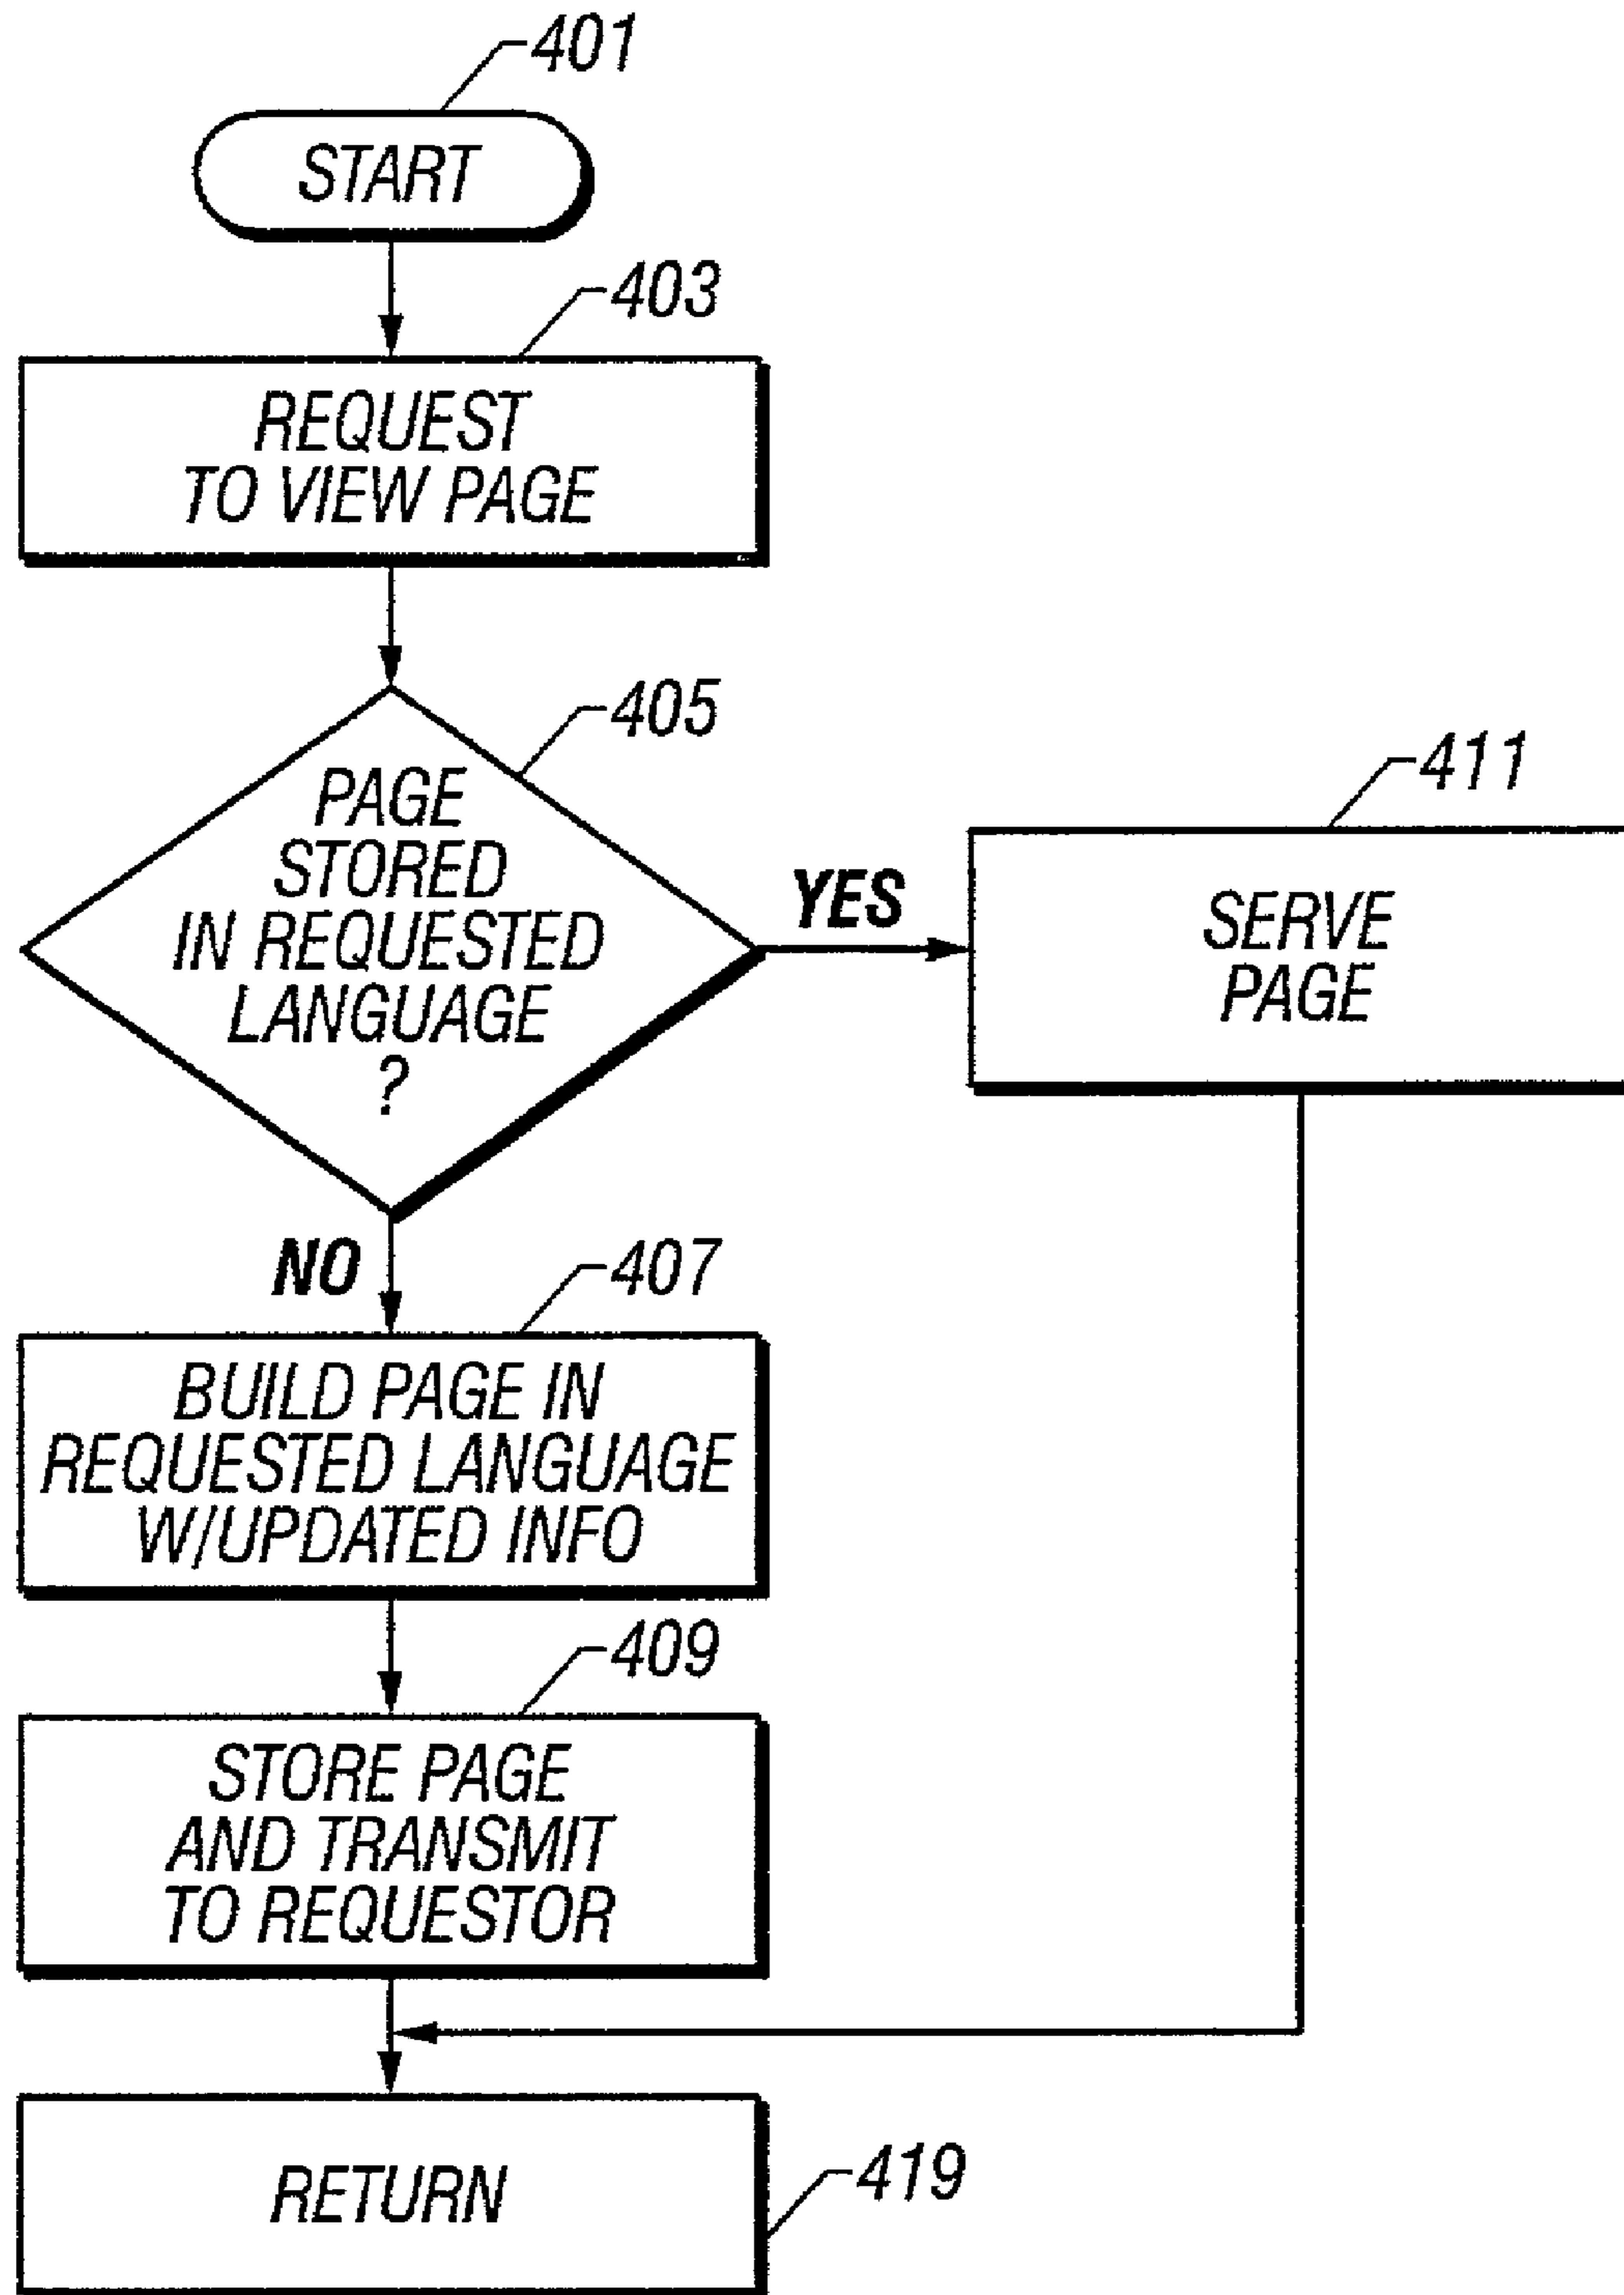 401
START
403
REQUEST
TO VIEW PAGE
405
PAGE
STORED
IN REQUESTED
LANGUAGE
?
YES
411
SERVE
PAGE
NO
407
BUILD PAGE IN
REQUESTED LANGUAGE
W/UPDATED INFO
409
STORE PAGE
AND TRANSMIT
TO REQUESTOR
RETURN
419